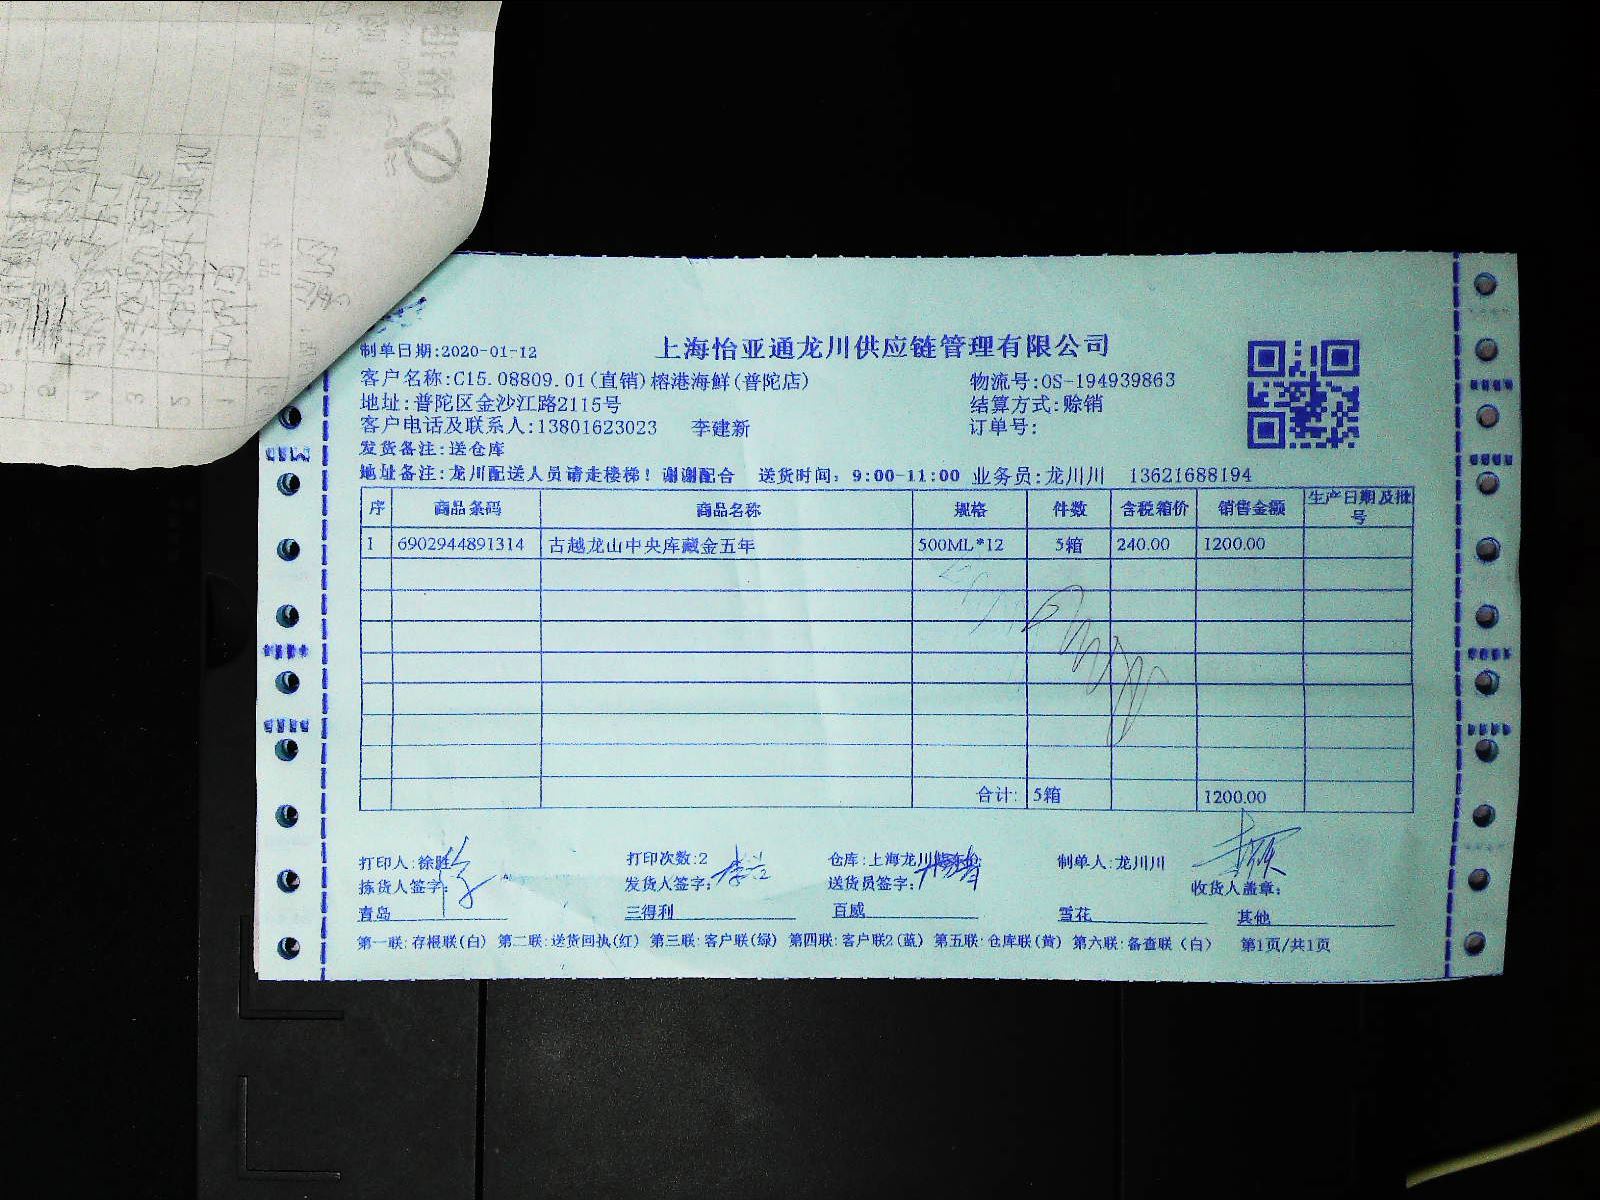 上海怡亚通龙川供应链管理有限公司
制单日期:2020-01-12
客户名称:C15.08809.01(直销)榕港海鲜(普陀店) 物流号:OS-194939863
地址:普陀区金沙江路2115号 结算方式:赊销
客户电话及联系人:13801623023 李建新 订单号:
发货备注:送仓库
地址备注:龙川配送人员请走楼梯！谢谢配合 送货时间：9:00-11:00 业务员:龙川川 13621688194
序 商品条码 商品名称 规格 件数 含税箱价 销售金额 生产日期及批号
1 6902944891314 古越龙山中央库藏金五年 500ML*12 5箱 240.00 1200.00
合计: 5箱 1200.00
打印人:徐胜 打印次数:2 仓库:上海龙川 制单人:龙川川
拣货人签字: 发货人签字: 送货员签字: 收货人盖章:
青岛 三得利 百威 雪花 其他
第一联:存根联(白) 第二联:送货回执(红) 第三联:客户联(绿) 第四联:客户联2(蓝) 第五联:仓库联(黄) 第六联:备查联(白) 第1页/共1页